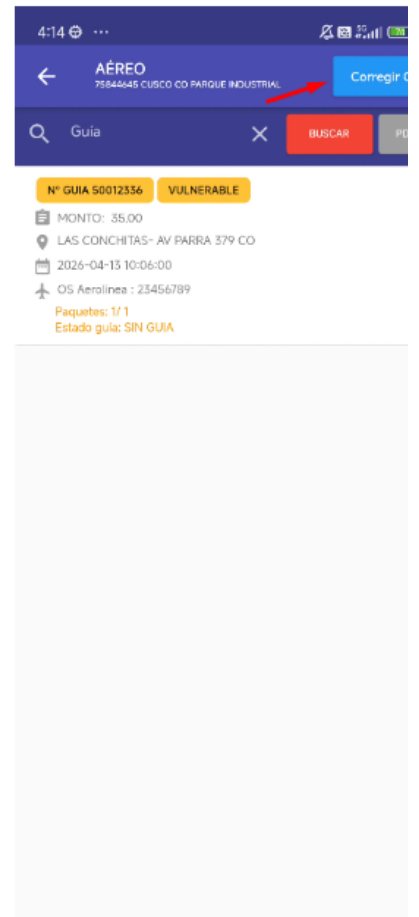 4:14 ...
5G 78
AÉREO
75844645 CUSCO CO PARQUE INDUSTRIAL
Corregir
Guia
BUSCAR
N° GUIA 50012336 VULNERABLE
MONTO: 35.00
LAS CONCHITAS- AV PARRA 379 CO
2026-04-13 10:06:00
OS Aerolinea : 23456789
Paquetes: 1/ 1
Estado guía: SIN GUIA